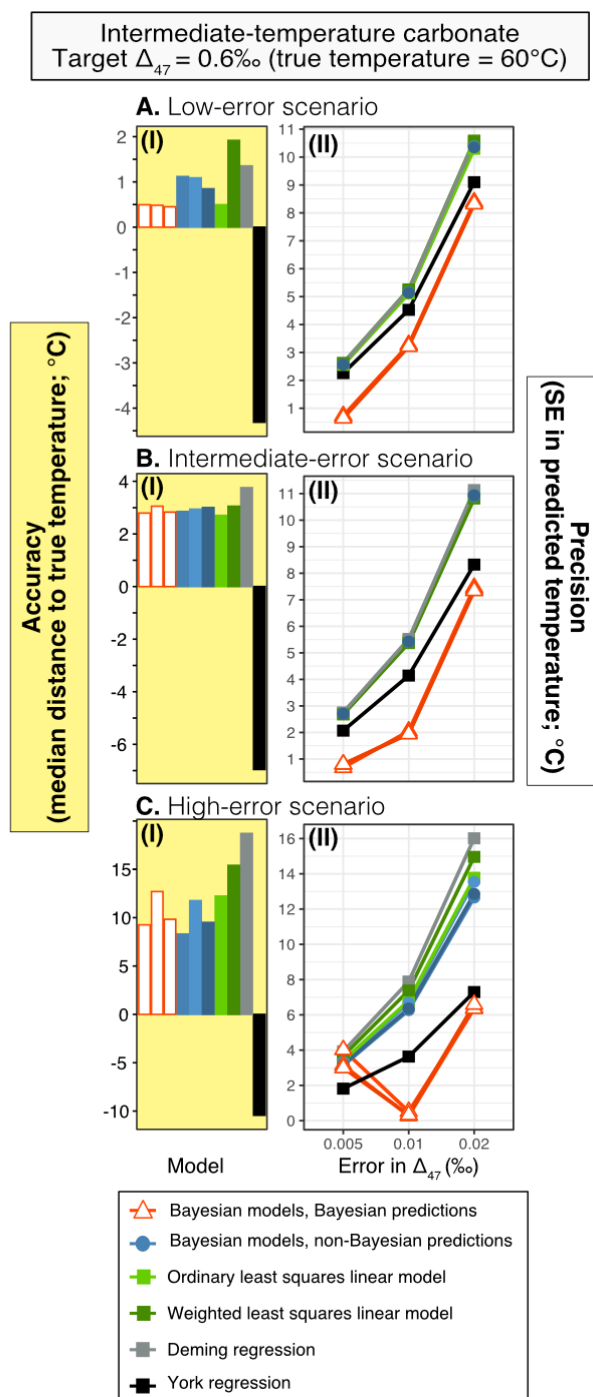 Intermediate-temperature carbonate
Target Δ47 = 0.6‰ (true temperature = 60°C)
A. Low-error scenario
(I)
2
1
0
-1
-2
-3
-4
(II)
11
10
9
8
7
6
5
4
3
2
1
B. Intermediate-error scenario
(I)
4
2
0
-2
-4
-6
(II)
11
10
9
8
7
6
5
4
3
2
1
C. High-error scenario
(I)
15
10
5
0
-5
-10
Model
(II)
16
14
12
10
8
6
4
2
0
0.005
0.01
0.02
Error in Δ47 (‰)
Accuracy
(median distance to true temperature; °C)
Precision
(SE in predicted temperature; °C)
Bayesian models, Bayesian predictions
Bayesian models, non-Bayesian predictions
Ordinary least squares linear model
Weighted least squares linear model
Deming regression
York regression